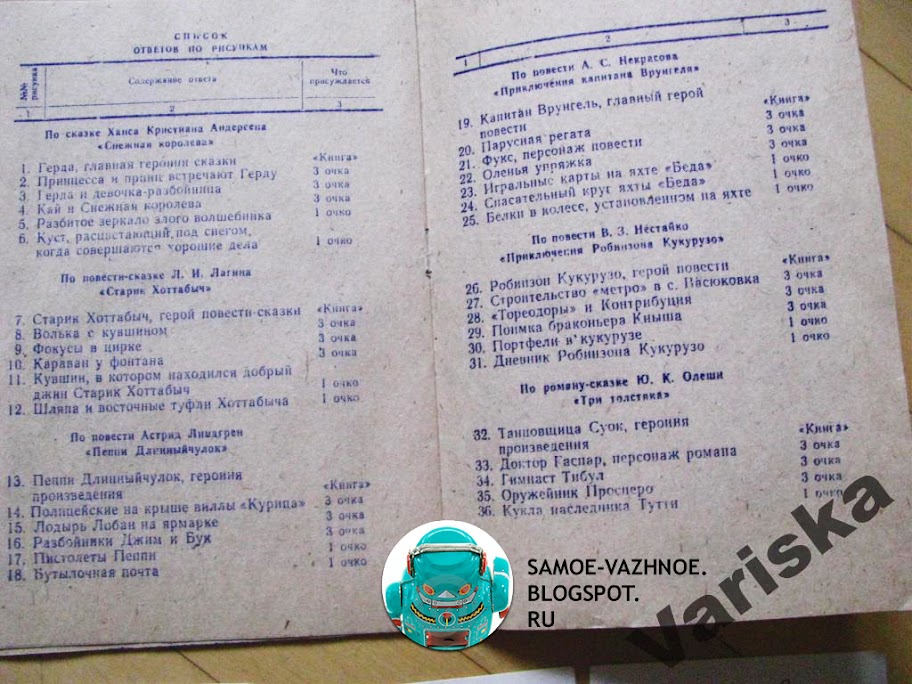 СПИСОК
ОТВЕТОВ ПО РИСУНКАМ
№№ рисунка
Содержание ответа
Что присуждается
1 2 3
По сказке Ханса Кристиана Андерсена
«Снежная королева»
1. Герда, главная героиня сказки «Книга»
2. Принцесса и принц встречают Герду 3 очка
3. Герда и девочка-разбойница 3 очка
4. Кай и Снежная королева 3 очка
5. Разбитое зеркало злого волшебника 1 очко
6. Куст, расцветающий под снегом,
когда совершаются хорошие дела 1 очко
По повести-сказке Л. И. Лагина
«Старик Хоттабыч»
7. Старик Хоттабыч, герой повести-сказки «Книга»
8. Волька с кувшином 3 очка
9. Фокусы в цирке 3 очка
10. Караван у фонтана 3 очка
11. Кувшин, в котором находился добрый
джин Старик Хоттабыч 1 очко
12. Шляпа и восточные туфли Хоттабыча 1 очко
По повести Астрид Линдгрен
«Пеппи Длинныйчулок»
13. Пеппи Длинныйчулок, героиня
произведения «Книга»
14. Полицейские на крыше виллы «Курица» 3 очка
15. Лодырь Лобан на ярмарке 3 очка
16. Разбойники Джим и Бук 3 очка
17. Пистолеты Пеппи 1 очко
18. Бутылочная почта 1 очко
1 2 3
По повести А. С. Некрасова
«Приключения капитана Врунгеля»
19. Капитан Врунгель, главный герой
повести «Книга»
20. Парусная регата 3 очка
21. Фукс, персонаж повести 3 очка
22. Оленья упряжка 3 очка
23. Игральные карты на яхте «Беда» 1 очко
24. Спасательный круг яхты «Беда» 1 очко
25. Белки в колесе, установленном на яхте 1 очко
По повести В. З. Нестайко
«Приключения Робинзона Кукурузо»
26. Робинзон Кукурузо, герой повести «Книга»
27. Строительство «метро» в с. Васюковка 3 очка
28. «Тореодоры» и Контрибуция 3 очка
29. Поимка браконьера Кныша 3 очка
30. Портфели в кукурузе 1 очко
31. Дневник Робинзона Кукурузо 1 очко
По роману-сказке Ю. К. Олеши
«Три толстяка»
32. Танцовщица Суок, героиня
произведения «Книга»
33. Доктор Гаспар, персонаж романа 3 очка
34. Гимнаст Тибул 3 очка
35. Оружейник Просперо 3 очка
36. Кукла наследника Тутти 1 очко
SAMOE-VAZHNOE.
BLOGSPOT.
RU
Variska